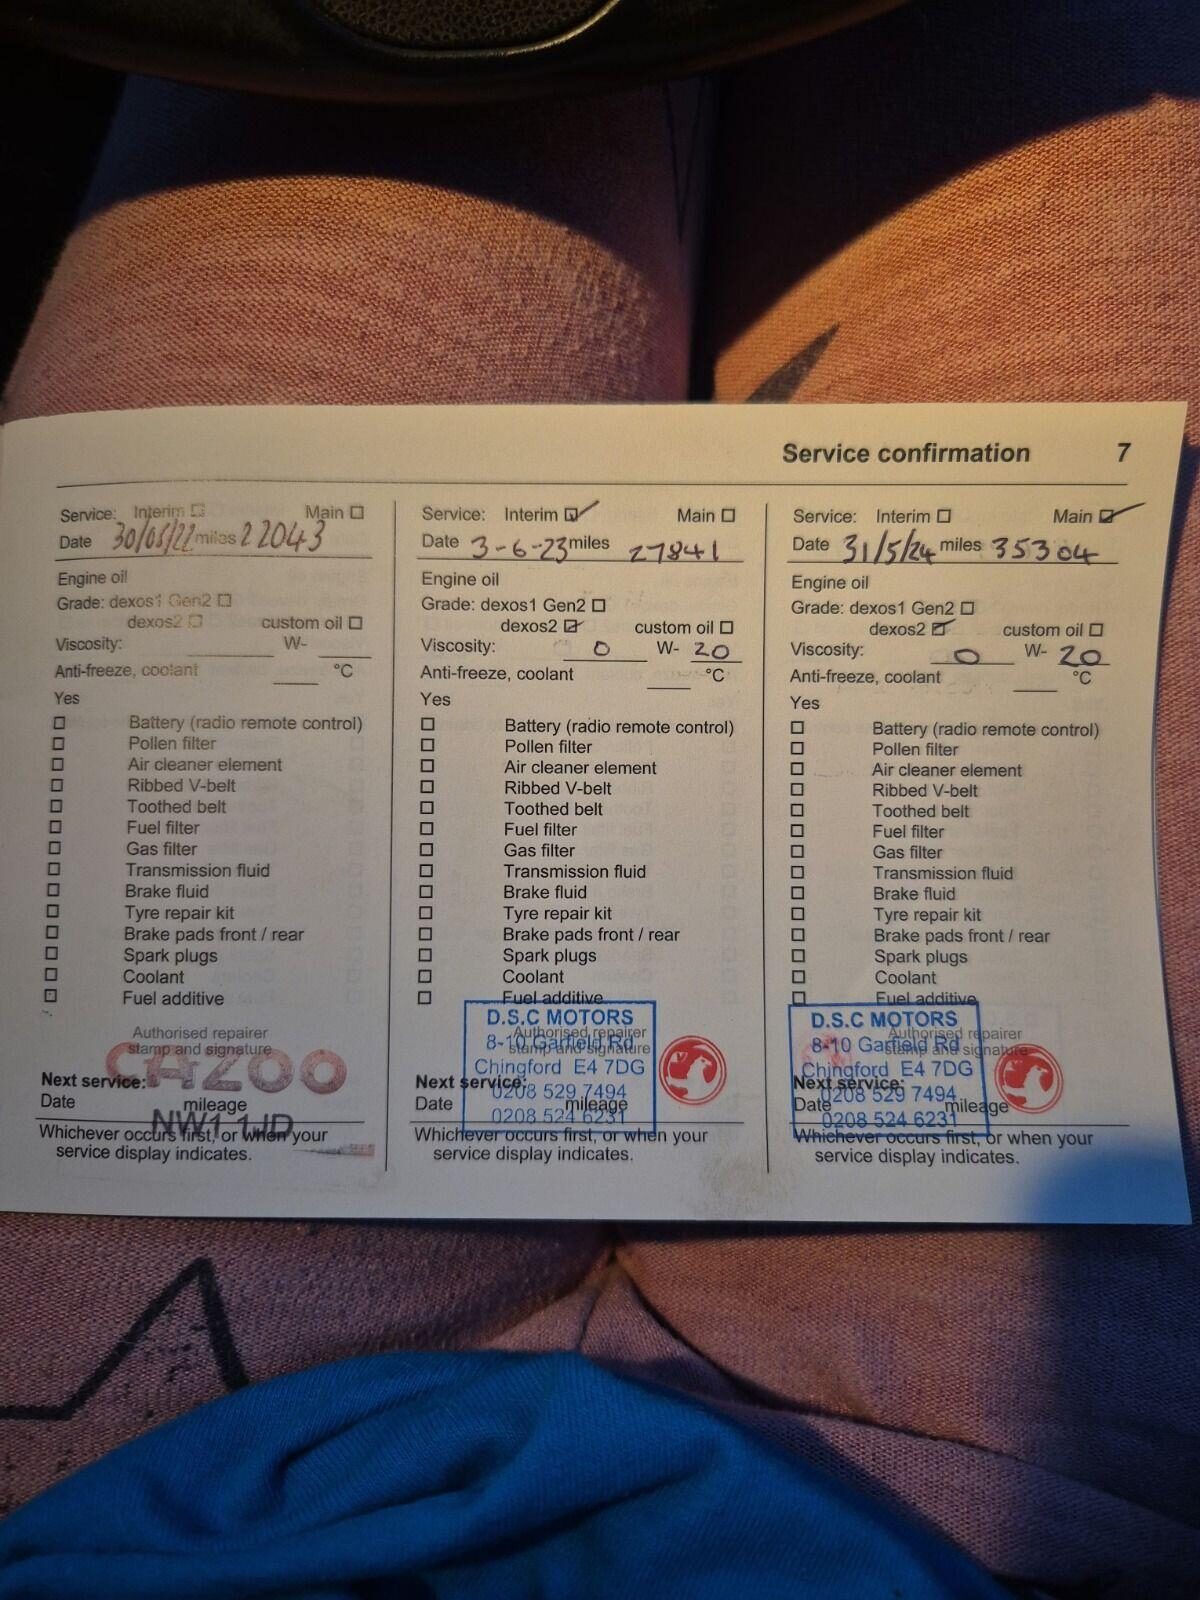 Service confirmation 7
Service: Interim Main
Date 30/05/22 miles 22043
Engine oil
Grade: dexos1 Gen2
dexos2 custom oil
Viscosity: W-
Anti-freeze, coolant °C
Yes
Battery (radio remote control)
Pollen filter
Air cleaner element
Ribbed V-belt
Toothed belt
Fuel filter
Gas filter
Transmission fluid
Brake fluid
Tyre repair kit
Brake pads front / rear
Spark plugs
Coolant
Fuel additive
Authorised repairer
stamp and signature
CAZOO
Next service:
Date mileage
NW1 1JD
Whichever occurs first, or when your
service display indicates.
Service: Interim Main
Date 3-6-23 miles 27841
Engine oil
Grade: dexos1 Gen2
dexos2 custom oil
Viscosity: 0 W- 20
Anti-freeze, coolant °C
Yes
Battery (radio remote control)
Pollen filter
Air cleaner element
Ribbed V-belt
Toothed belt
Fuel filter
Gas filter
Transmission fluid
Brake fluid
Tyre repair kit
Brake pads front / rear
Spark plugs
Coolant
Fuel additive
D.S.C MOTORS
Authorised repairer
8-10 Garfield Rd
stamp and signature
Chingford E4 7DG
Next service:
0208 529 7494
Date mileage
0208 524 6231
Whichever occurs first, or when your
service display indicates.
Service: Interim Main
Date 31/5/24 miles 35304
Engine oil
Grade: dexos1 Gen2
dexos2 custom oil
Viscosity: 0 W- 20
Anti-freeze, coolant °C
Yes
Battery (radio remote control)
Pollen filter
Air cleaner element
Ribbed V-belt
Toothed belt
Fuel filter
Gas filter
Transmission fluid
Brake fluid
Tyre repair kit
Brake pads front / rear
Spark plugs
Coolant
Fuel additive
D.S.C MOTORS
Authorised repairer
8-10 Garfield Rd
stamp and signature
Chingford E4 7DG
Next service:
0208 529 7494
Date mileage
0208 524 6231
Whichever occurs first, or when your
service display indicates.